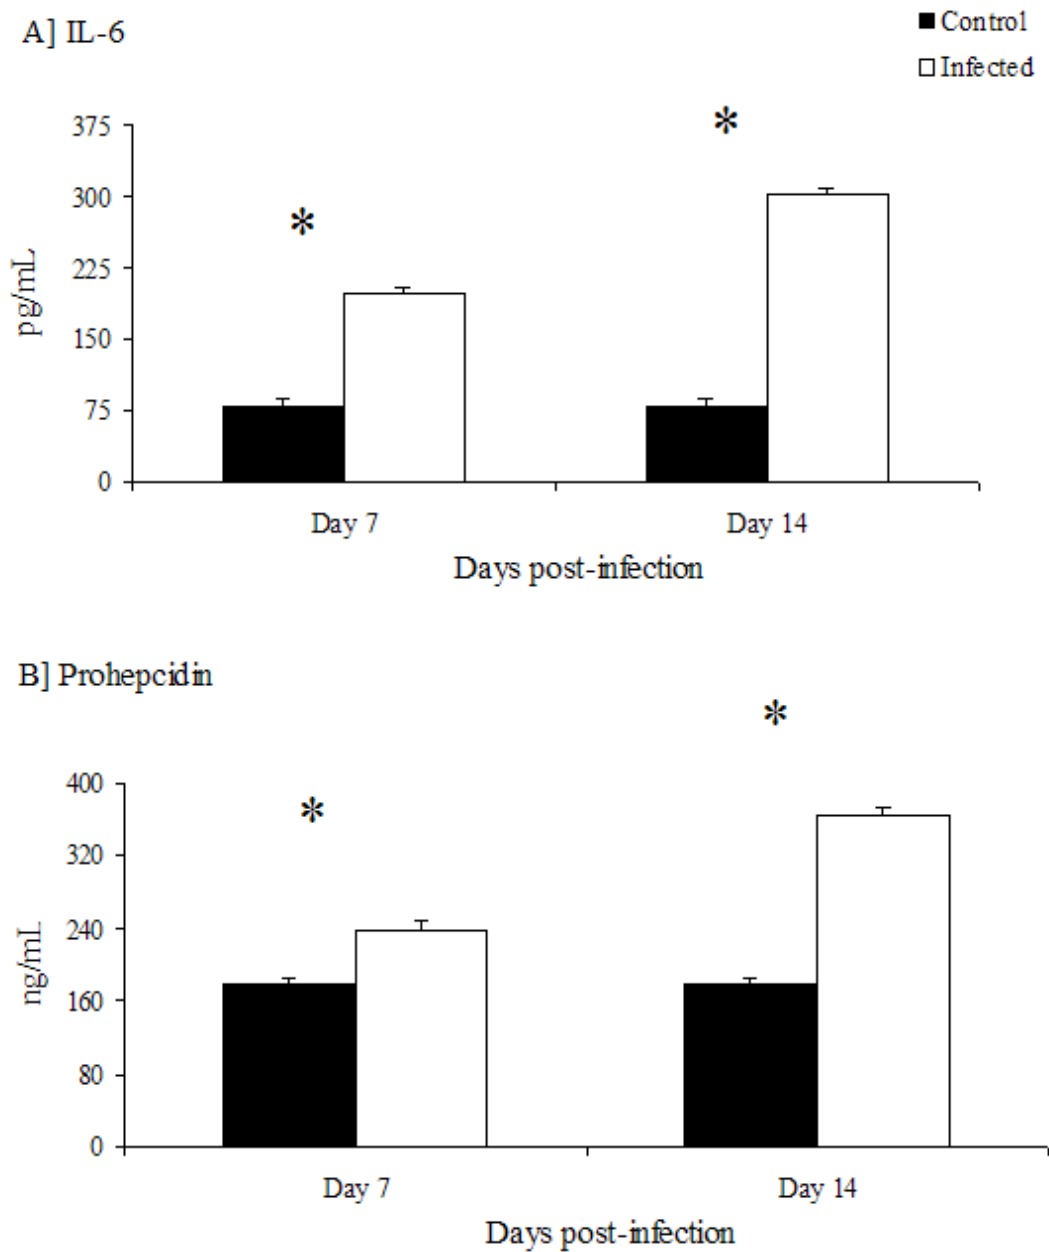 A] IL-6
Control
Infected
*
*
375
300
225
150
75
0
pg/mL
Day 7
Day 14
Days post-infection
B] Prohepcidin
*
*
400
320
240
160
80
0
ng/mL
Day 7
Day 14
Days post-infection